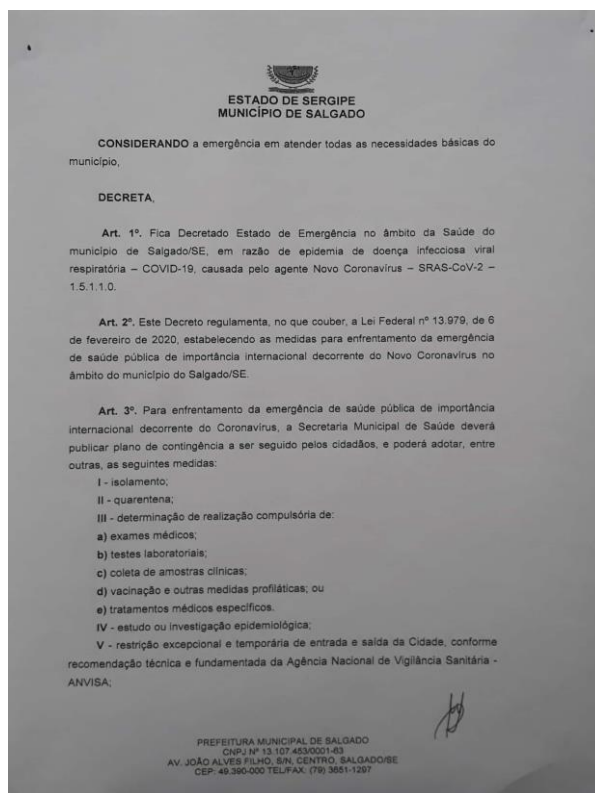 ESTADO DE SERGIPE
MUNICÍPIO DE SALGADO
CONSIDERANDO a emergência em atender todas as necessidades básicas do
município,
DECRETA,
Art. 1º. Fica Decretado Estado de Emergência no âmbito da Saúde do
município de Salgado/SE, em razão de epidemia de doença infecciosa viral
respiratória – COVID-19, causada pelo agente Novo Coronavírus – SRAS-CoV-2 –
1.5.1.1.0.
Art. 2º. Este Decreto regulamenta, no que couber, a Lei Federal nº 13.979, de 6
de fevereiro de 2020, estabelecendo as medidas para enfrentamento da emergência
de saúde pública de importância internacional decorrente do Novo Coronavírus no
âmbito do município do Salgado/SE.
Art. 3º. Para enfrentamento da emergência de saúde pública de importância
internacional decorrente do Coronavírus, a Secretaria Municipal de Saúde deverá
publicar plano de contingência a ser seguido pelos cidadãos, e poderá adotar, entre
outras, as seguintes medidas:
I - isolamento;
II - quarentena;
III - determinação de realização compulsória de:
a) exames médicos;
b) testes laboratoriais;
c) coleta de amostras clínicas;
d) vacinação e outras medidas profiláticas; ou
e) tratamentos médicos específicos.
IV - estudo ou investigação epidemiológica;
V - restrição excepcional e temporária de entrada e saída da Cidade, conforme
recomendação técnica e fundamentada da Agência Nacional de Vigilância Sanitária -
ANVISA;
PREFEITURA MUNICIPAL DE SALGADO
CNPJ Nº 13.107.453/0001-63
AV. JOÃO ALVES FILHO, S/N, CENTRO, SALGADO/SE
CEP: 49.390-000 TEL/FAX: (79) 3651-1297